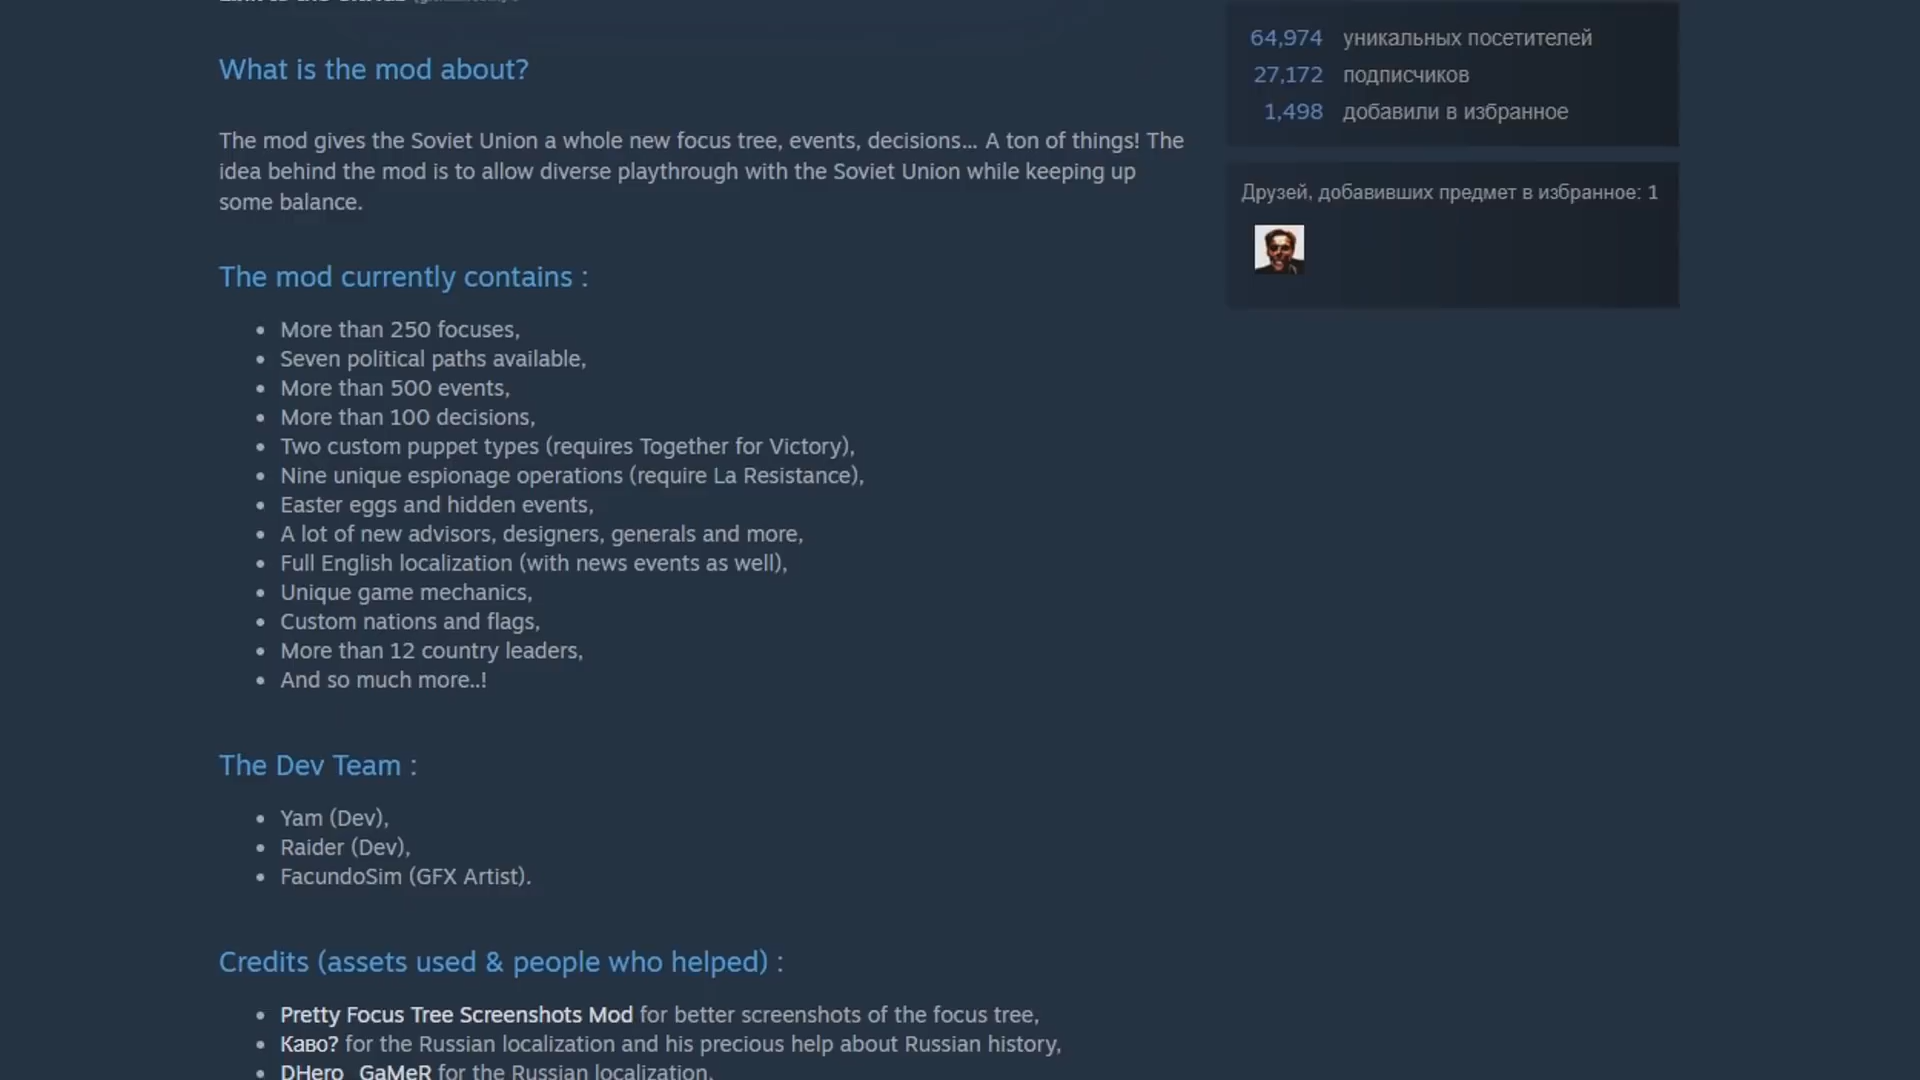 What is the mod about?
The mod gives the Soviet Union a whole new focus tree, events, decisions... A ton of things! The
idea behind the mod is to allow diverse playthrough with the Soviet Union while keeping up
some balance.
The mod currently contains :
More than 250 focuses,
Seven political paths available,
More than 500 events,
More than 100 decisions,
Two custom puppet types (requires Together for Victory),
Nine unique espionage operations (require La Resistance),
Easter eggs and hidden events,
A lot of new advisors, designers, generals and more,
Full English localization (with news events as well),
Unique game mechanics,
Custom nations and flags,
More than 12 country leaders,
And so much more..!
The Dev Team :
Yam (Dev),
Raider (Dev),
FacundoSim (GFX Artist).
Credits (assets used & people who helped) :
Pretty Focus Tree Screenshots Mod for better screenshots of the focus tree,
Каво? for the Russian localization and his precious help about Russian history,
DHero_GaMeR for the Russian localization.
64,974 уникальных посетителей
27,172 подписчиков
1,498 добавили в избранное
Друзей, добавивших предмет в избранное: 1